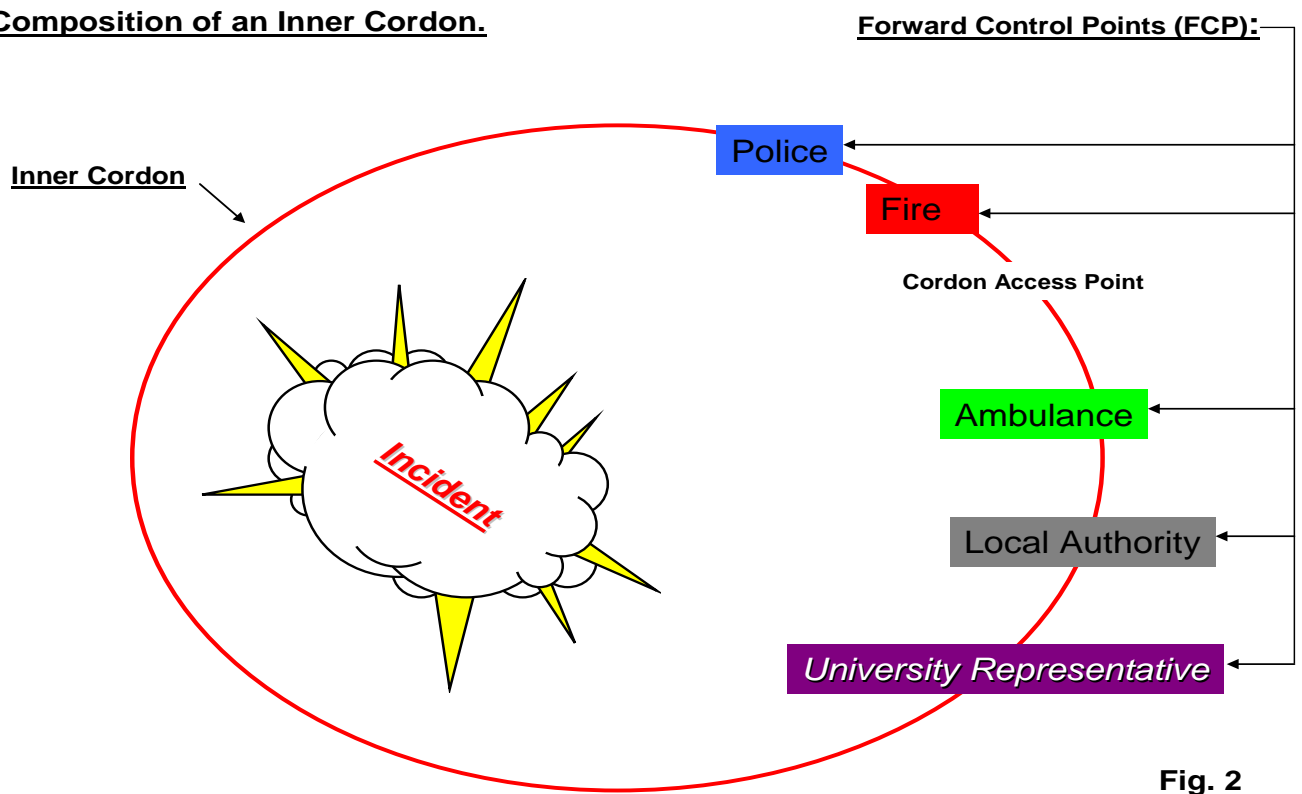 Composition of an Inner Cordon.
Forward Control Points (FCP):
Police
Inner Cordon
Fire
Cordon Access Point
Ambulance
Incident
Local Authority
University Representative
Fig. 2